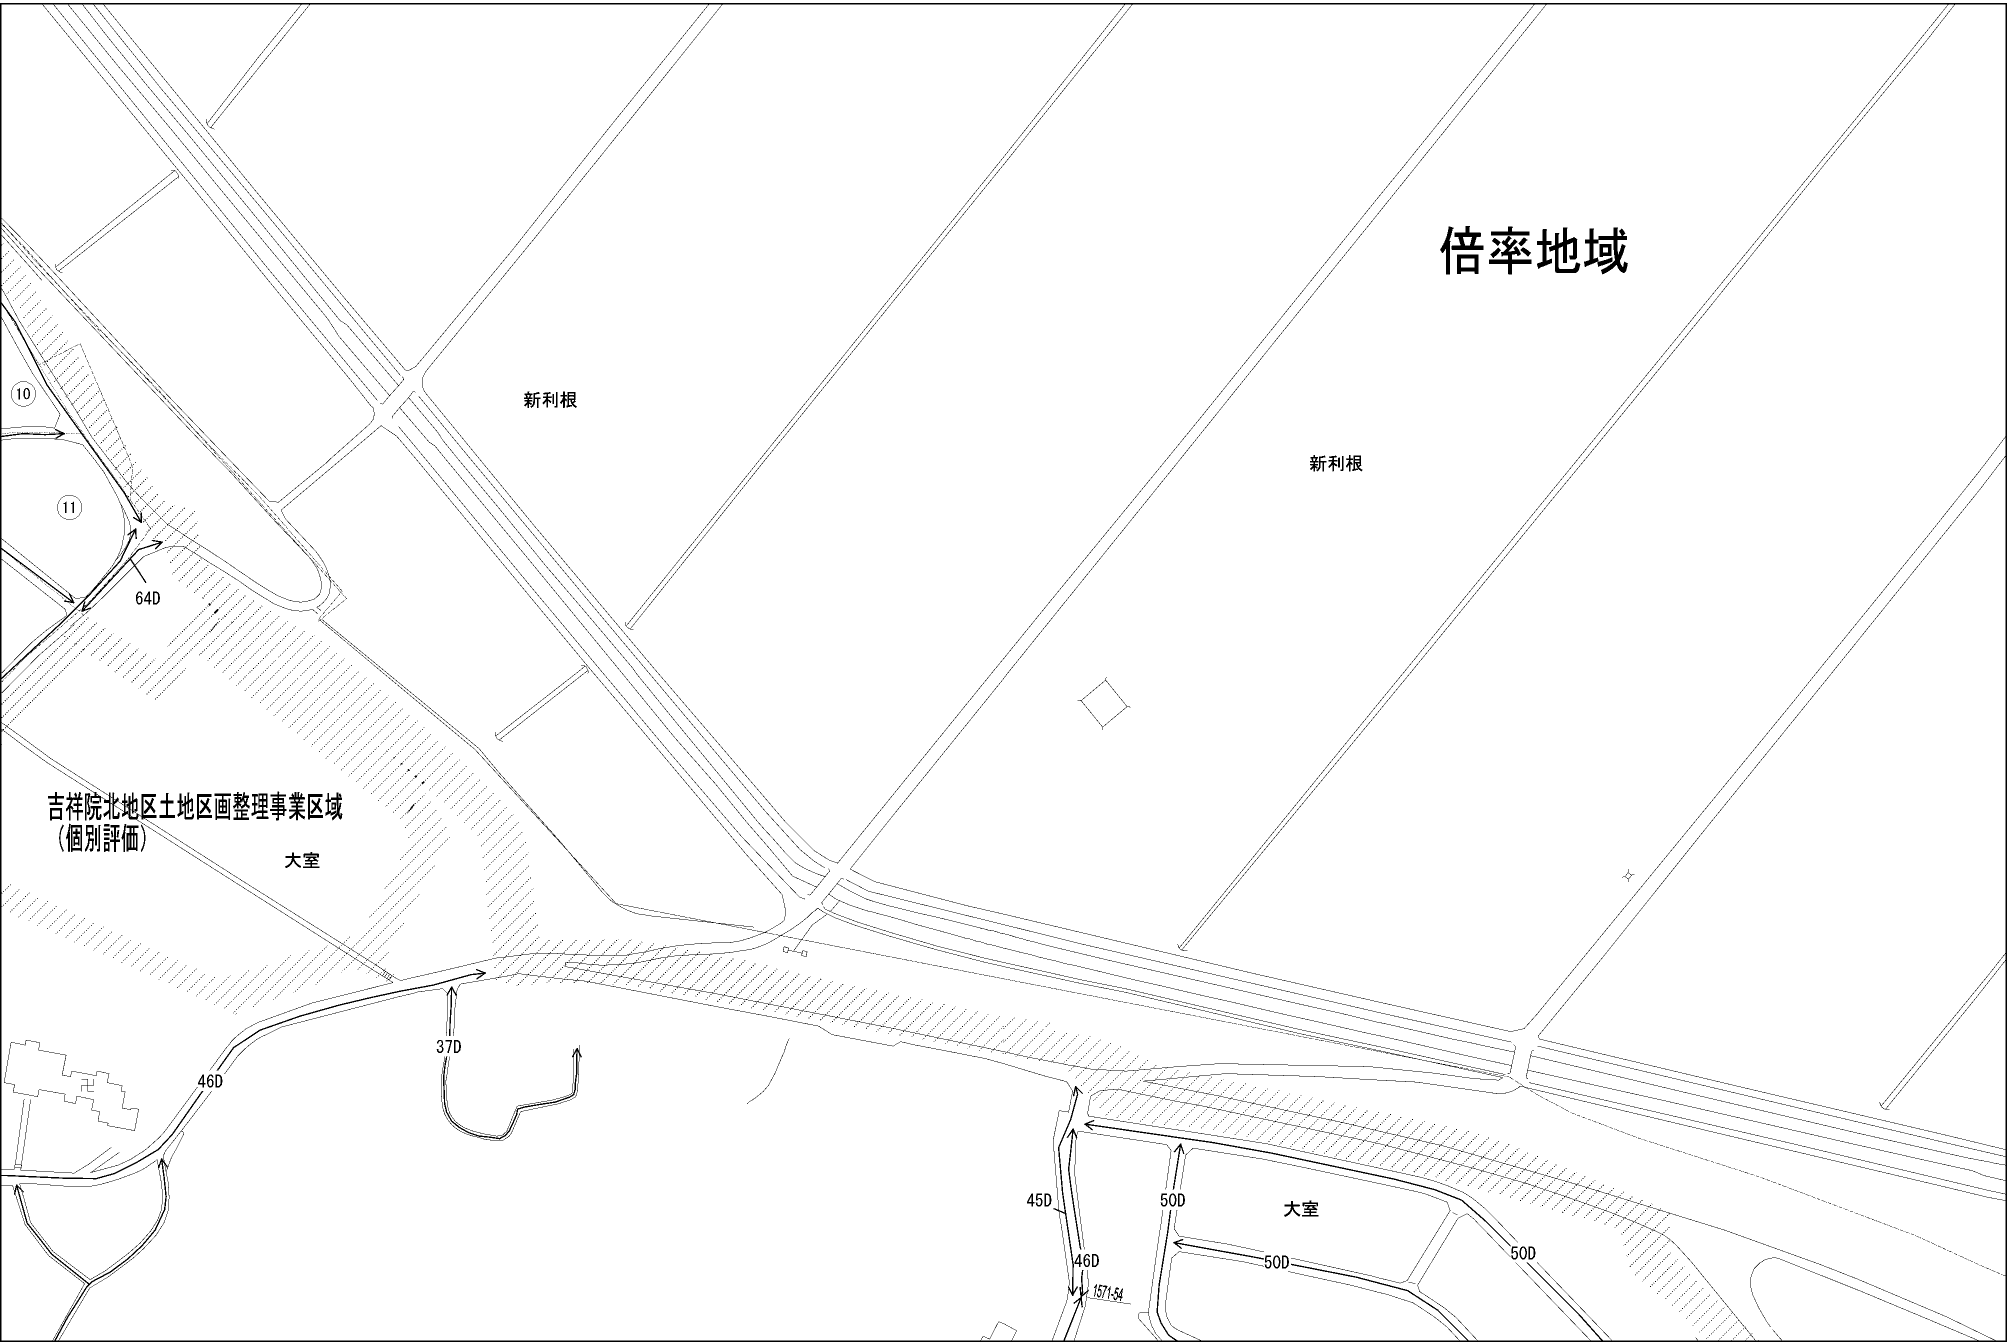 倍率地域
新利根
新利根
10
11
64D
吉祥院北地区土地区画整理事業区域
(個別評価)
大室
37D
46D
45D
50D
大室
46D
50D
50D
1571-54